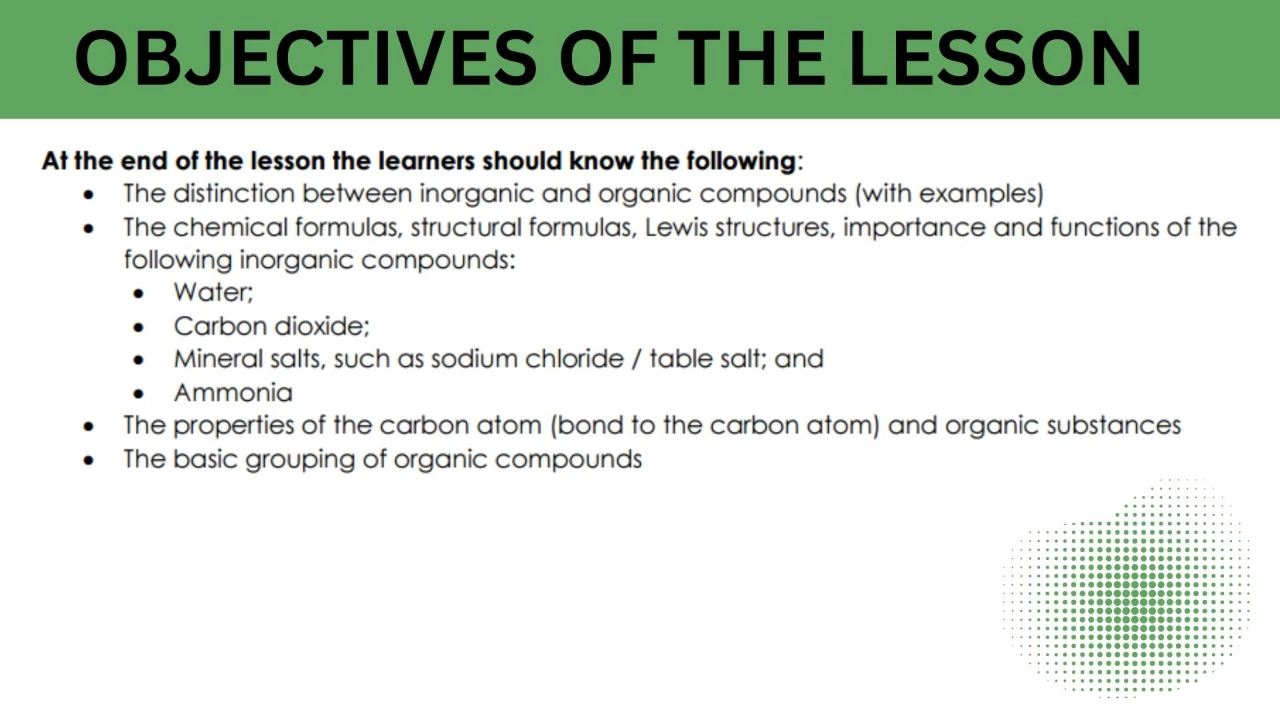 OBJECTIVES OF THE LESSON
At the end of the lesson the learners should know the following:
• The distinction between inorganic and organic compounds (with examples)
• The chemical formulas, structural formulas, Lewis structures, importance and functions of the
following inorganic compounds:
• Water;
• Carbon dioxide;
• Mineral salts, such as sodium chloride / table salt; and
• Ammonia
• The properties of the carbon atom (bond to the carbon atom) and organic substances
• The basic grouping of organic compounds